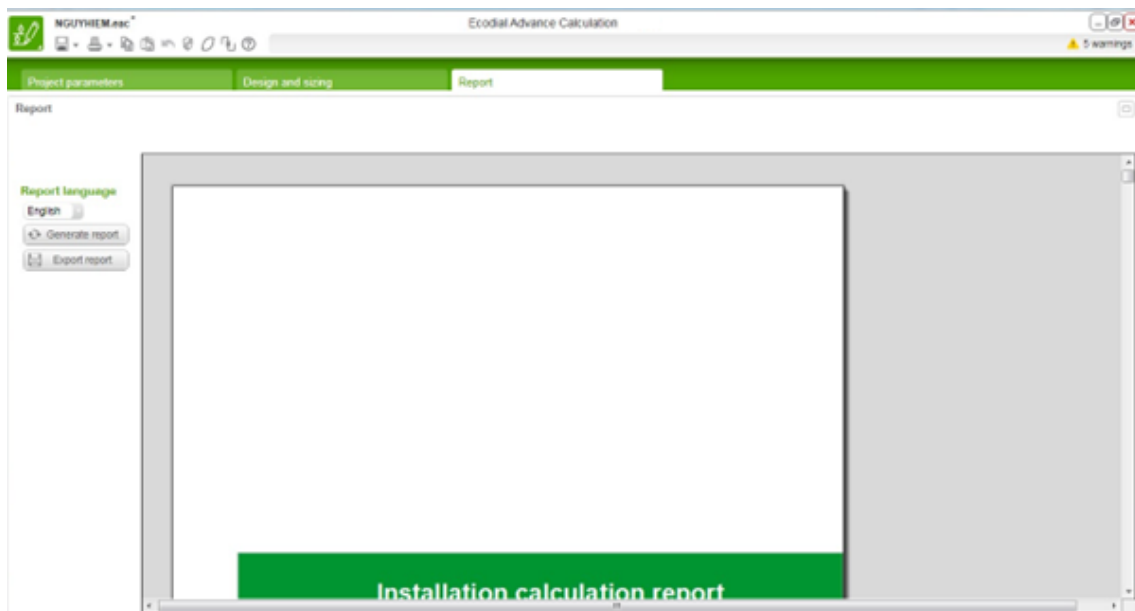 NGUYHIEM.eac*
Ecodial Advance Calculation
5 warnings
Project parameters
Design and sizing
Report
Report
Report language
English
Generate report
Export report
Installation calculation report